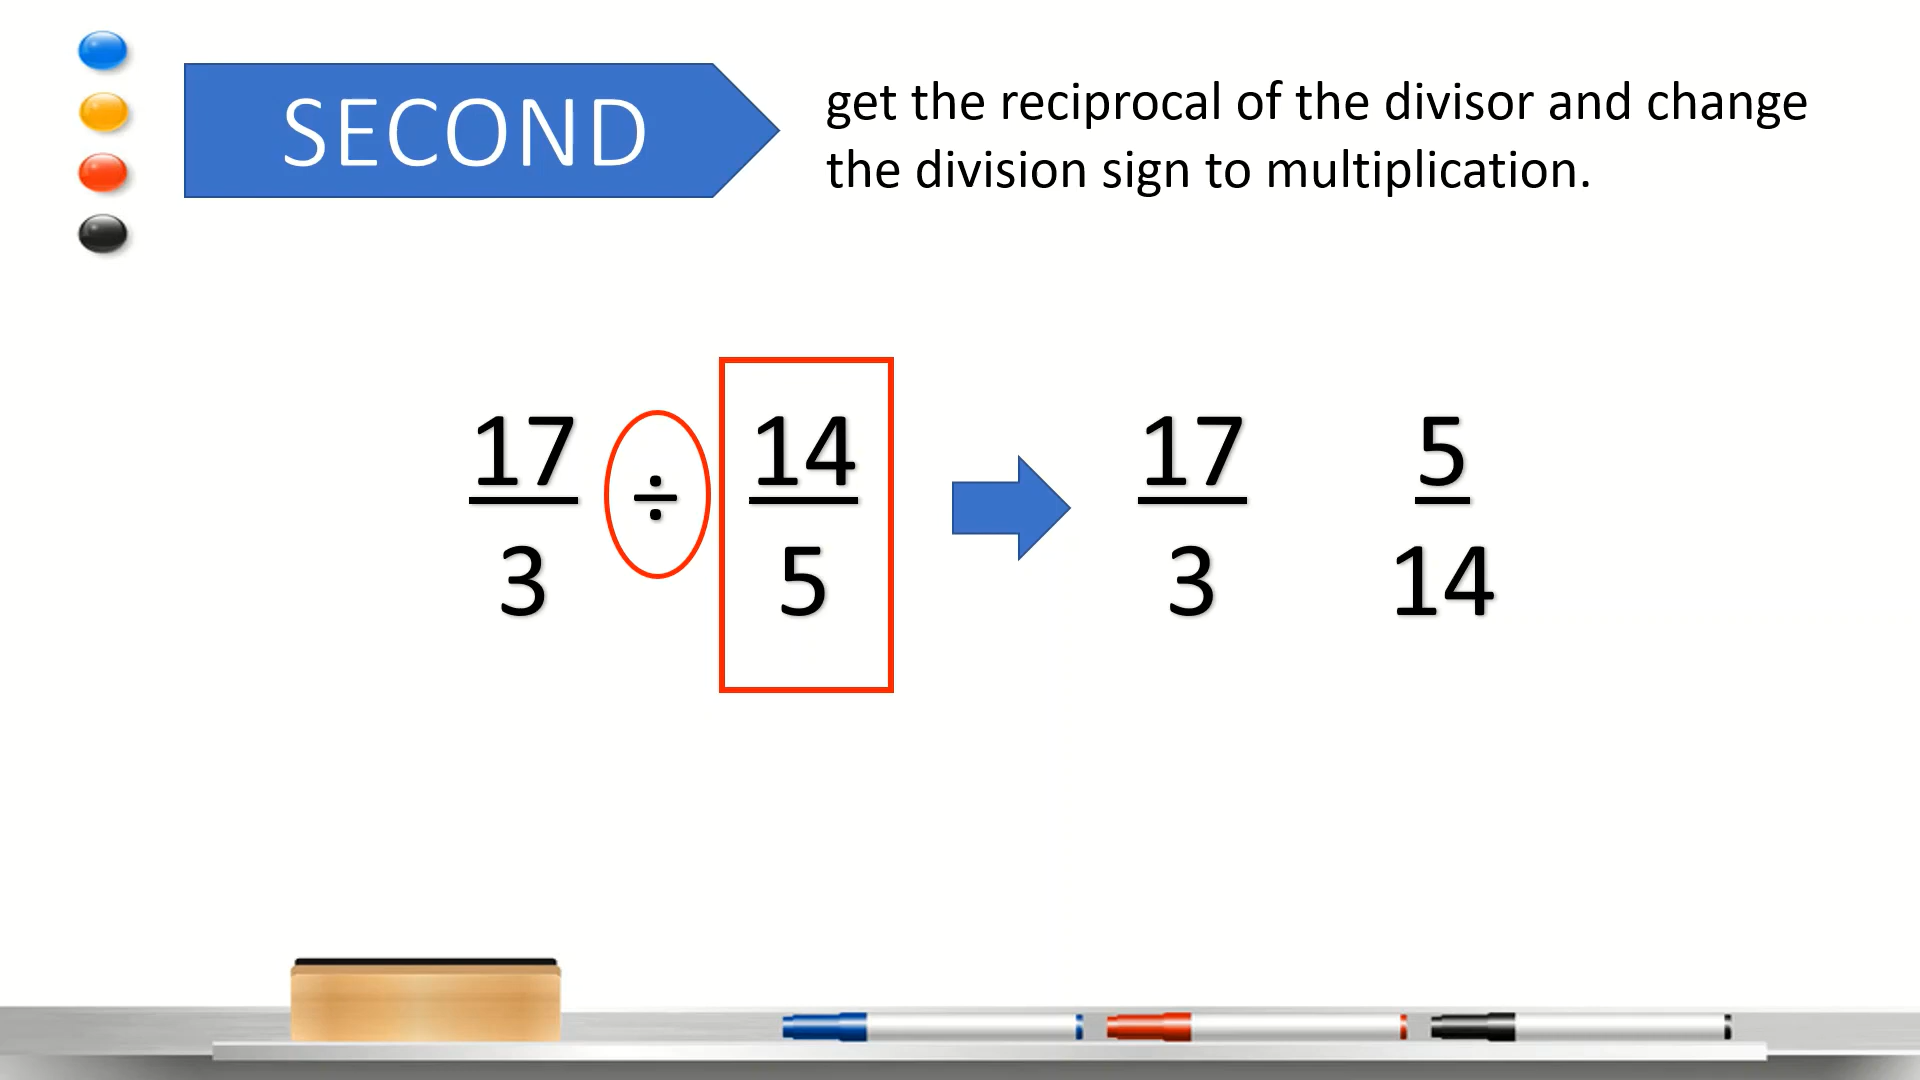 SECOND
get the reciprocal of the divisor and change
the division sign to multiplication.
17 14 17 5
÷
3 5 3 14